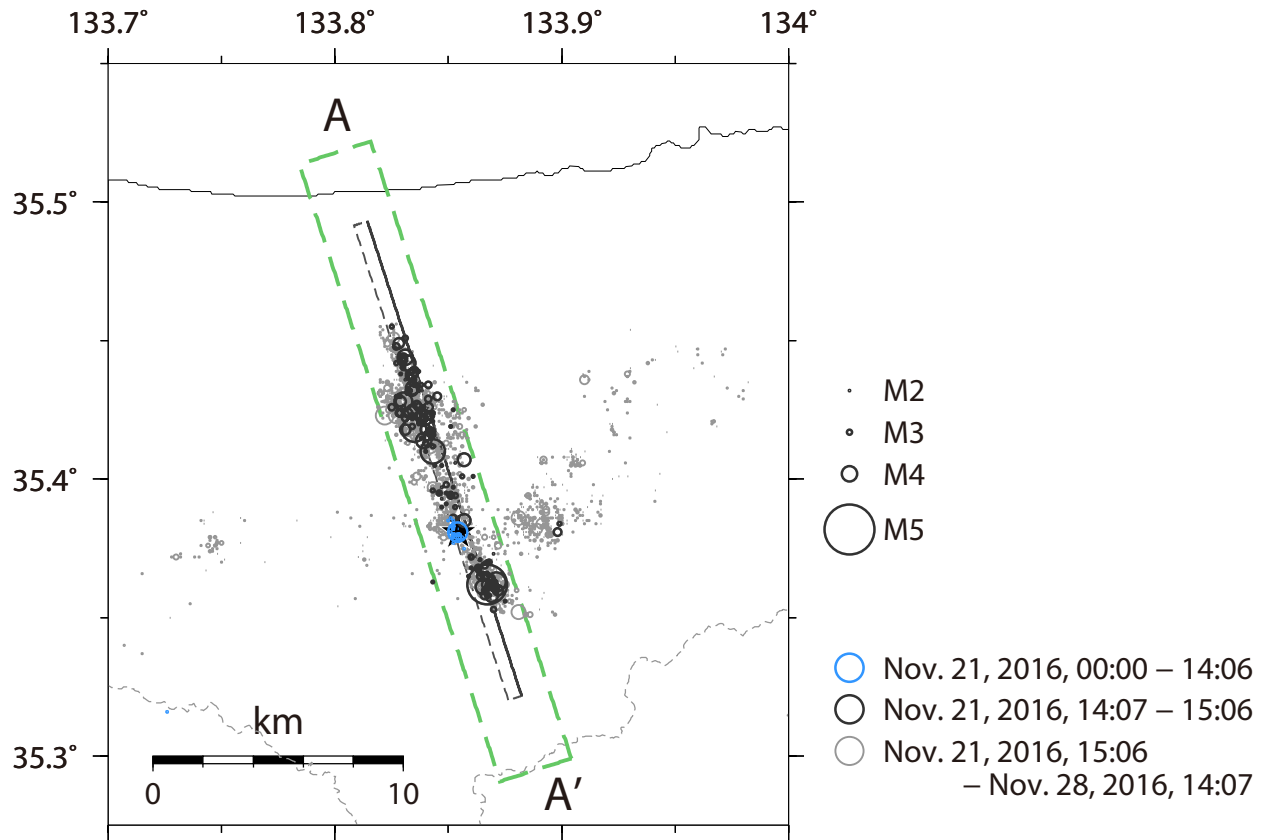 133.7° 133.8° 133.9° 134°
A
35.5°
35.4°
35.3°
M2
M3
M4
M5
Nov. 21, 2016, 00:00 – 14:06
Nov. 21, 2016, 14:07 – 15:06
Nov. 21, 2016, 15:06
– Nov. 28, 2016, 14:07
km
0 10
A′